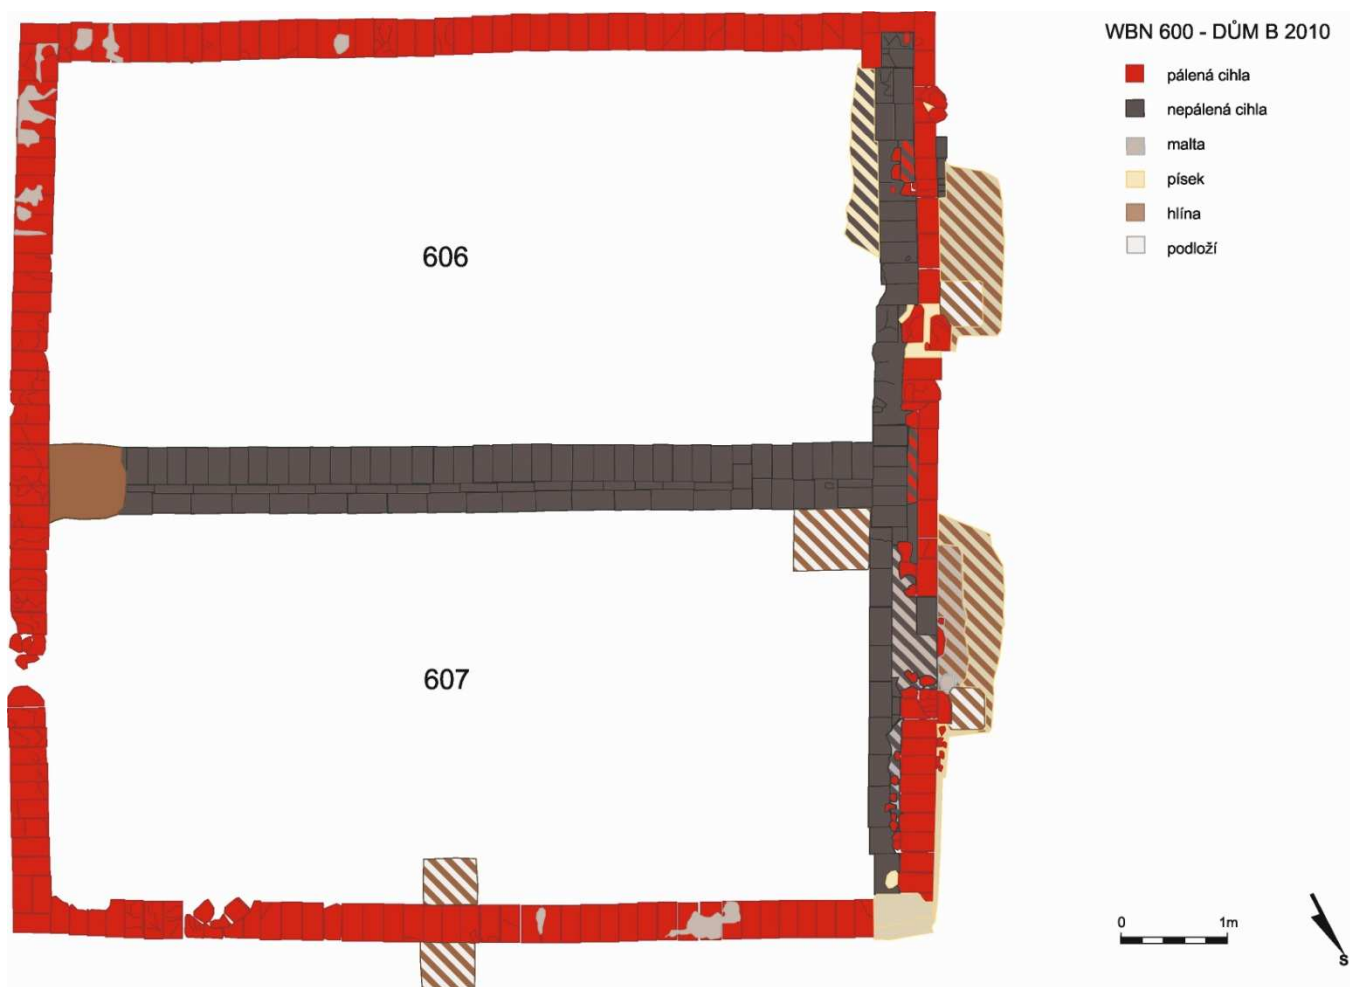 WBN 600 - DŮM B 2010
pálená cihla
nepálená cihla
malta
písek
hlína
podloží
606
607
0 1m
S